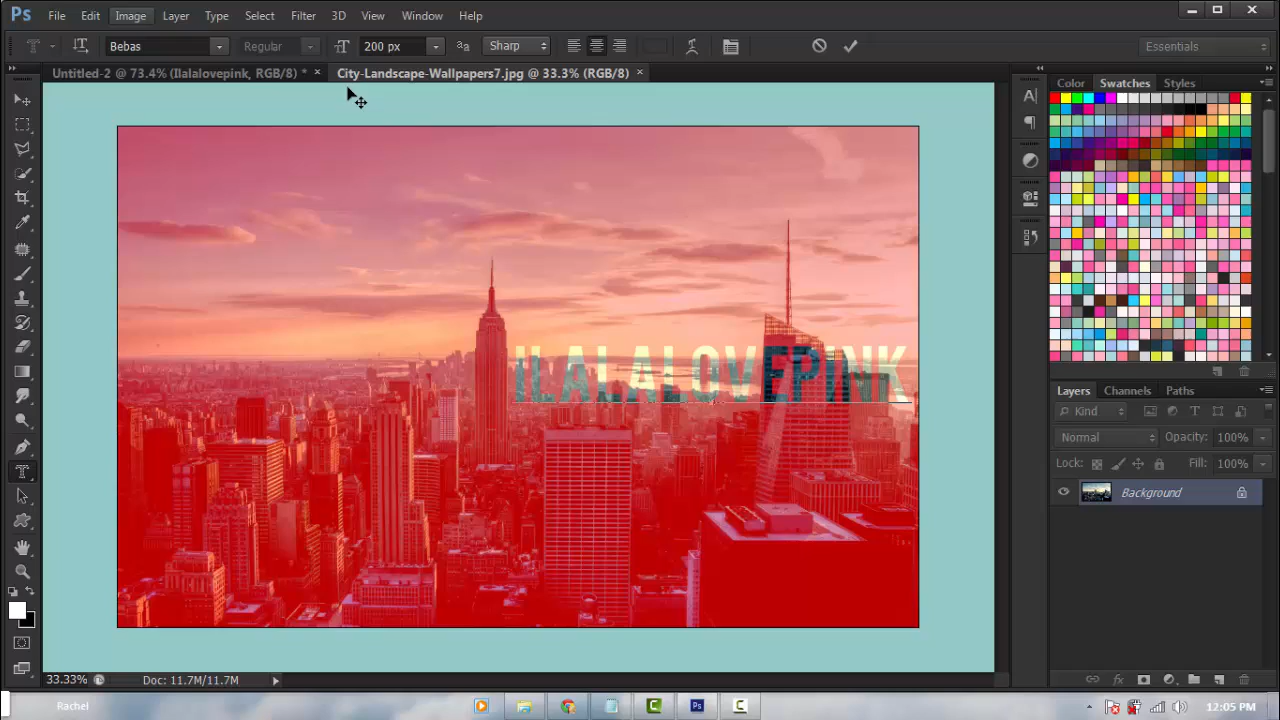 Ps File Edit Image Layer Type Select Filter 3D View Window Help
T Bebas Regular 200 px aa Sharp Essentials
Untitled-2 @ 73.4% (Ilalalovepink, RGB/8) * × City-Landscape-Wallpapers7.jpg @ 33.3% (RGB/8) ×
Color Swatches Styles
ILALALOVEPINK
Layers Channels Paths
Kind
Normal Opacity: 100%
Lock: Fill: 100%
Background
33.33% Doc: 11.7M/11.7M
Rachel 12:05 PM